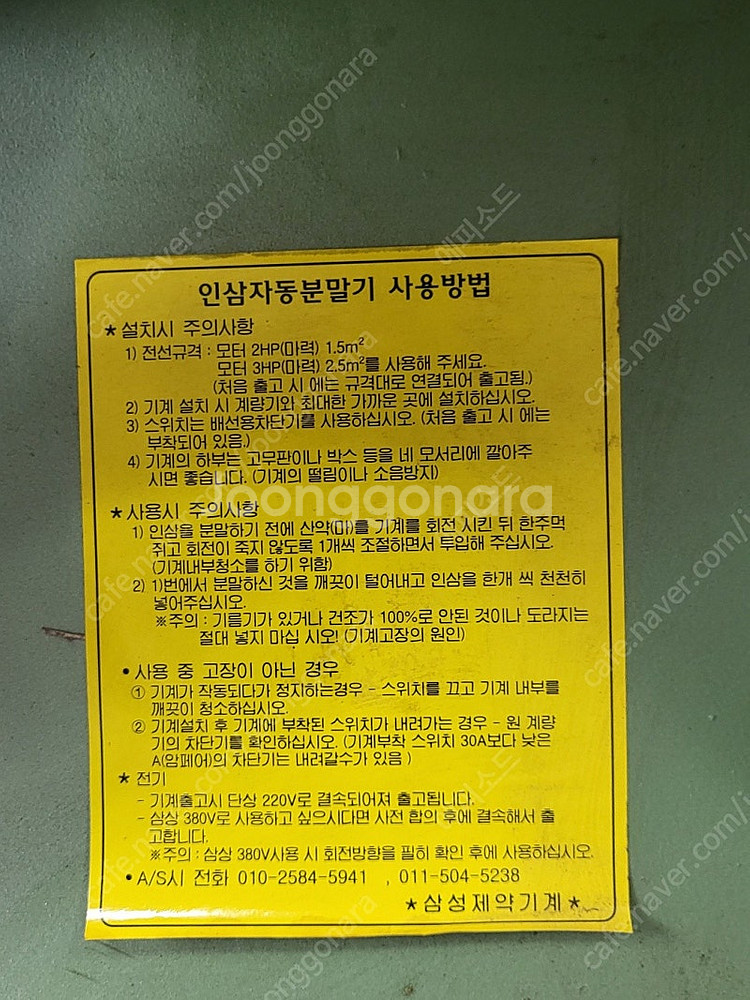 인삼자동분말기 사용방법
★설치시 주의사항
1) 전선규격 : 모터 2HP(마력) 1.5m²
모터 3HP(마력) 2.5m²를 사용해 주세요.
(처음 출고 시 에는 규격대로 연결되어 출고됨.)
2) 기계 설치 시 계량기와 최대한 가까운 곳에 설치하십시오.
3) 스위치는 배선용차단기를 사용하십시오. (처음 출고 시 에는
부착되어 있음.)
4) 기계의 하부는 고무판이나 박스 등을 네 모서리에 깔아주
시면 좋습니다. (기계의 떨림이나 소음방지)
★사용시 주의사항
1) 인삼을 분말하기 전에 산약(마)를 기계를 회전 시킨 뒤 한주먹
쥐고 회전이 죽지 않도록 1개씩 조절하면서 투입해 주십시오.
(기계내부청소를 하기 위함)
2) 1)번에서 분말하신 것을 깨끗이 털어내고 인삼을 한개 씩 천천히
넣어주십시오.
※주의 : 기름기가 있거나 건조가 100%로 안된 것이나 도라지는
절대 넣지 마십 시오! (기계고장의 원인)
•사용 중 고장이 아닌 경우
① 기계가 작동되다가 정지하는경우 - 스위치를 끄고 기계 내부를
깨끗이 청소하십시오.
② 기계설치 후 기계에 부착된 스위치가 내려가는 경우 - 원 계량
기의 차단기를 확인하십시오. (기계부착 스위치 30A보다 낮은
A(암페어)의 차단기는 내려갈수가 있음 )
★전기
- 기계출고시 단상 220V로 결속되어져 출고됩니다.
- 삼상 380V로 사용하고 싶으시다면 사전 합의 후에 결속해서 출
고합니다.
※주의 : 삼상 380V사용 시 회전방향을 필히 확인 후에 사용하십시오.
•A/S시 전화 010-2584-5941 , 011-504-5238
★삼성제약기계★
joonggonara
cafe.naver.com/joonggonara
에피소드